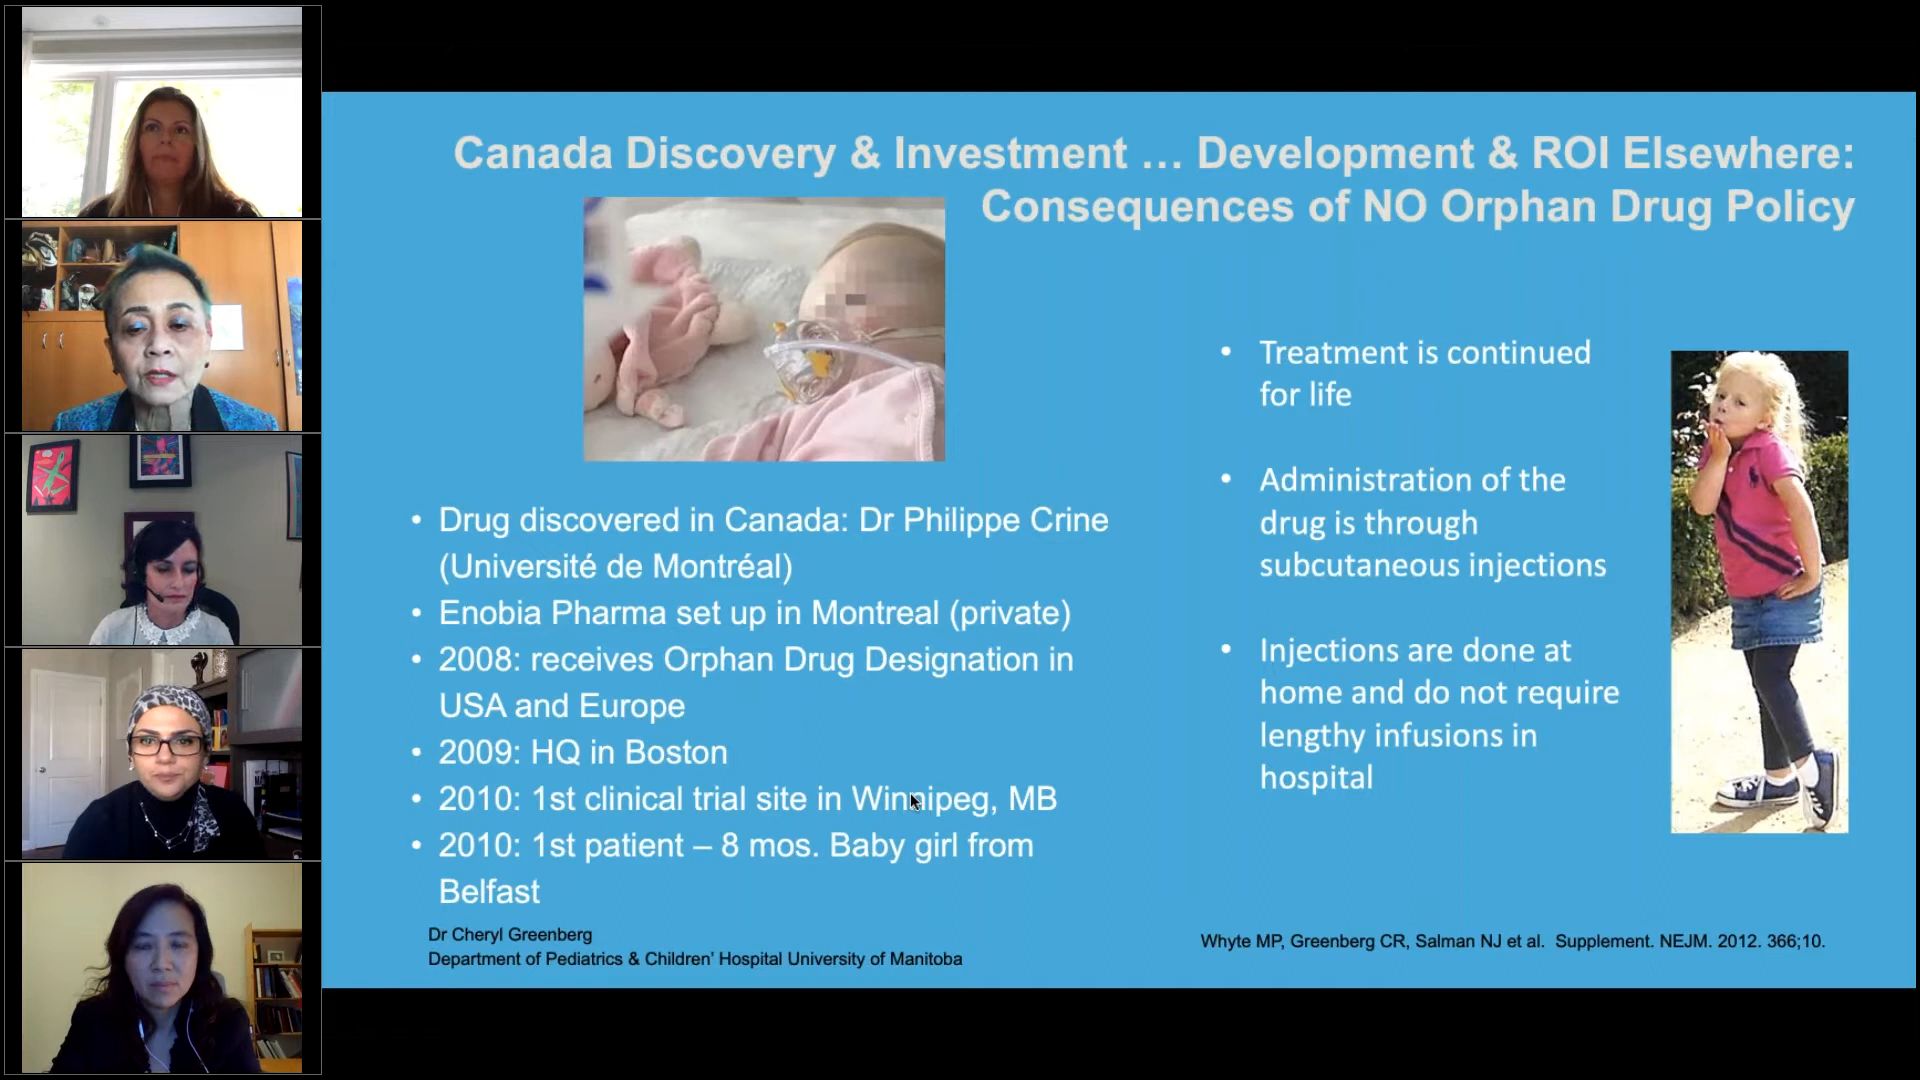 Canada Discovery & Investment … Development & ROI Elsewhere:
Consequences of NO Orphan Drug Policy
• Drug discovered in Canada: Dr Philippe Crine
(Université de Montréal)
• Enobia Pharma set up in Montreal (private)
• 2008: receives Orphan Drug Designation in
USA and Europe
• 2009: HQ in Boston
• 2010: 1st clinical trial site in Winnipeg, MB
• 2010: 1st patient – 8 mos. Baby girl from
Belfast
Dr Cheryl Greenberg
Department of Pediatrics & Children’ Hospital University of Manitoba
• Treatment is continued
for life
• Administration of the
drug is through
subcutaneous injections
• Injections are done at
home and do not require
lengthy infusions in
hospital
Whyte MP, Greenberg CR, Salman NJ et al.  Supplement. NEJM. 2012. 366;10.